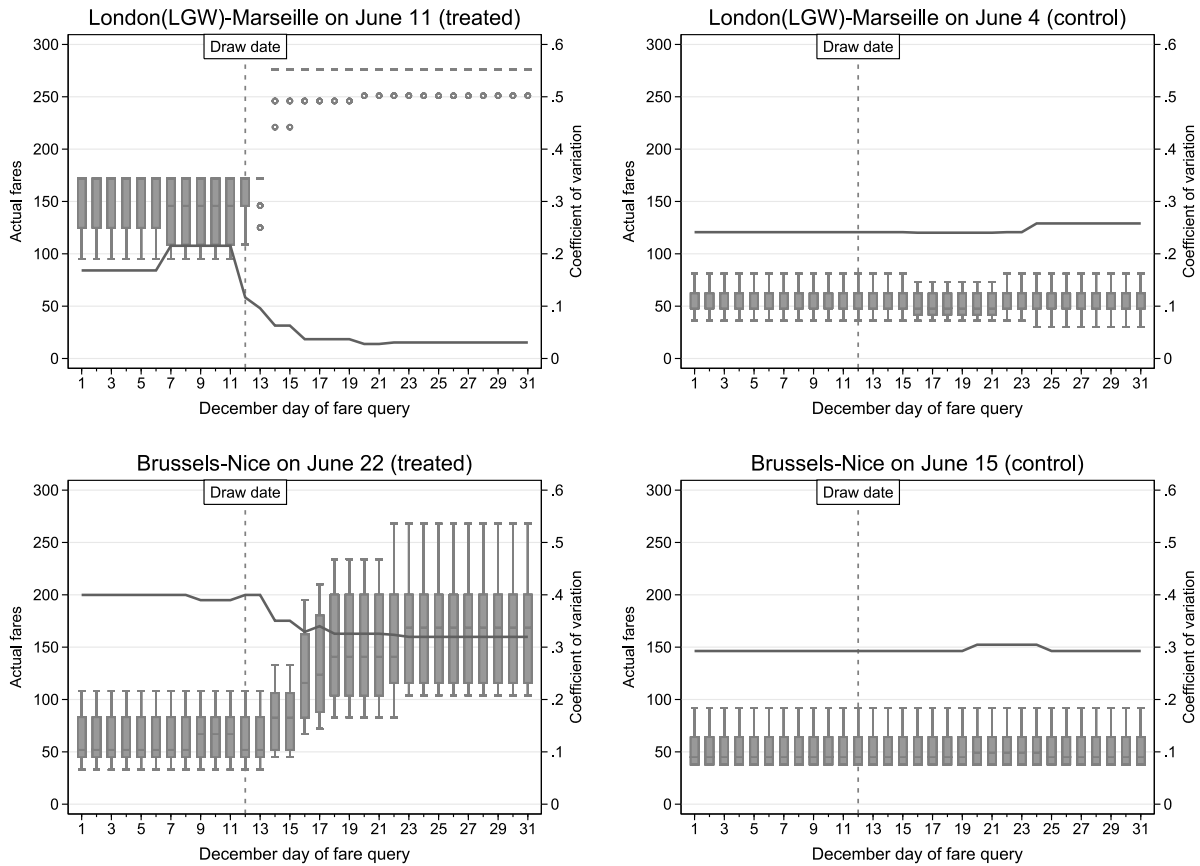 London(LGW)-Marseille on June 11 (treated)
Draw date
300
250
200
150
100
50
0
Actual fares
.6
.5
.4
.3
.2
.1
0
Coefficient of variation
1 3 5 7 9 11 13 15 17 19 21 23 25 27 29 31
December day of fare query
London(LGW)-Marseille on June 4 (control)
Draw date
300
250
200
150
100
50
0
Actual fares
.6
.5
.4
.3
.2
.1
0
Coefficient of variation
1 3 5 7 9 11 13 15 17 19 21 23 25 27 29 31
December day of fare query
Brussels-Nice on June 22 (treated)
Draw date
300
250
200
150
100
50
0
Actual fares
.6
.5
.4
.3
.2
.1
0
Coefficient of variation
1 3 5 7 9 11 13 15 17 19 21 23 25 27 29 31
December day of fare query
Brussels-Nice on June 15 (control)
Draw date
300
250
200
150
100
50
0
Actual fares
.6
.5
.4
.3
.2
.1
0
Coefficient of variation
1 3 5 7 9 11 13 15 17 19 21 23 25 27 29 31
December day of fare query